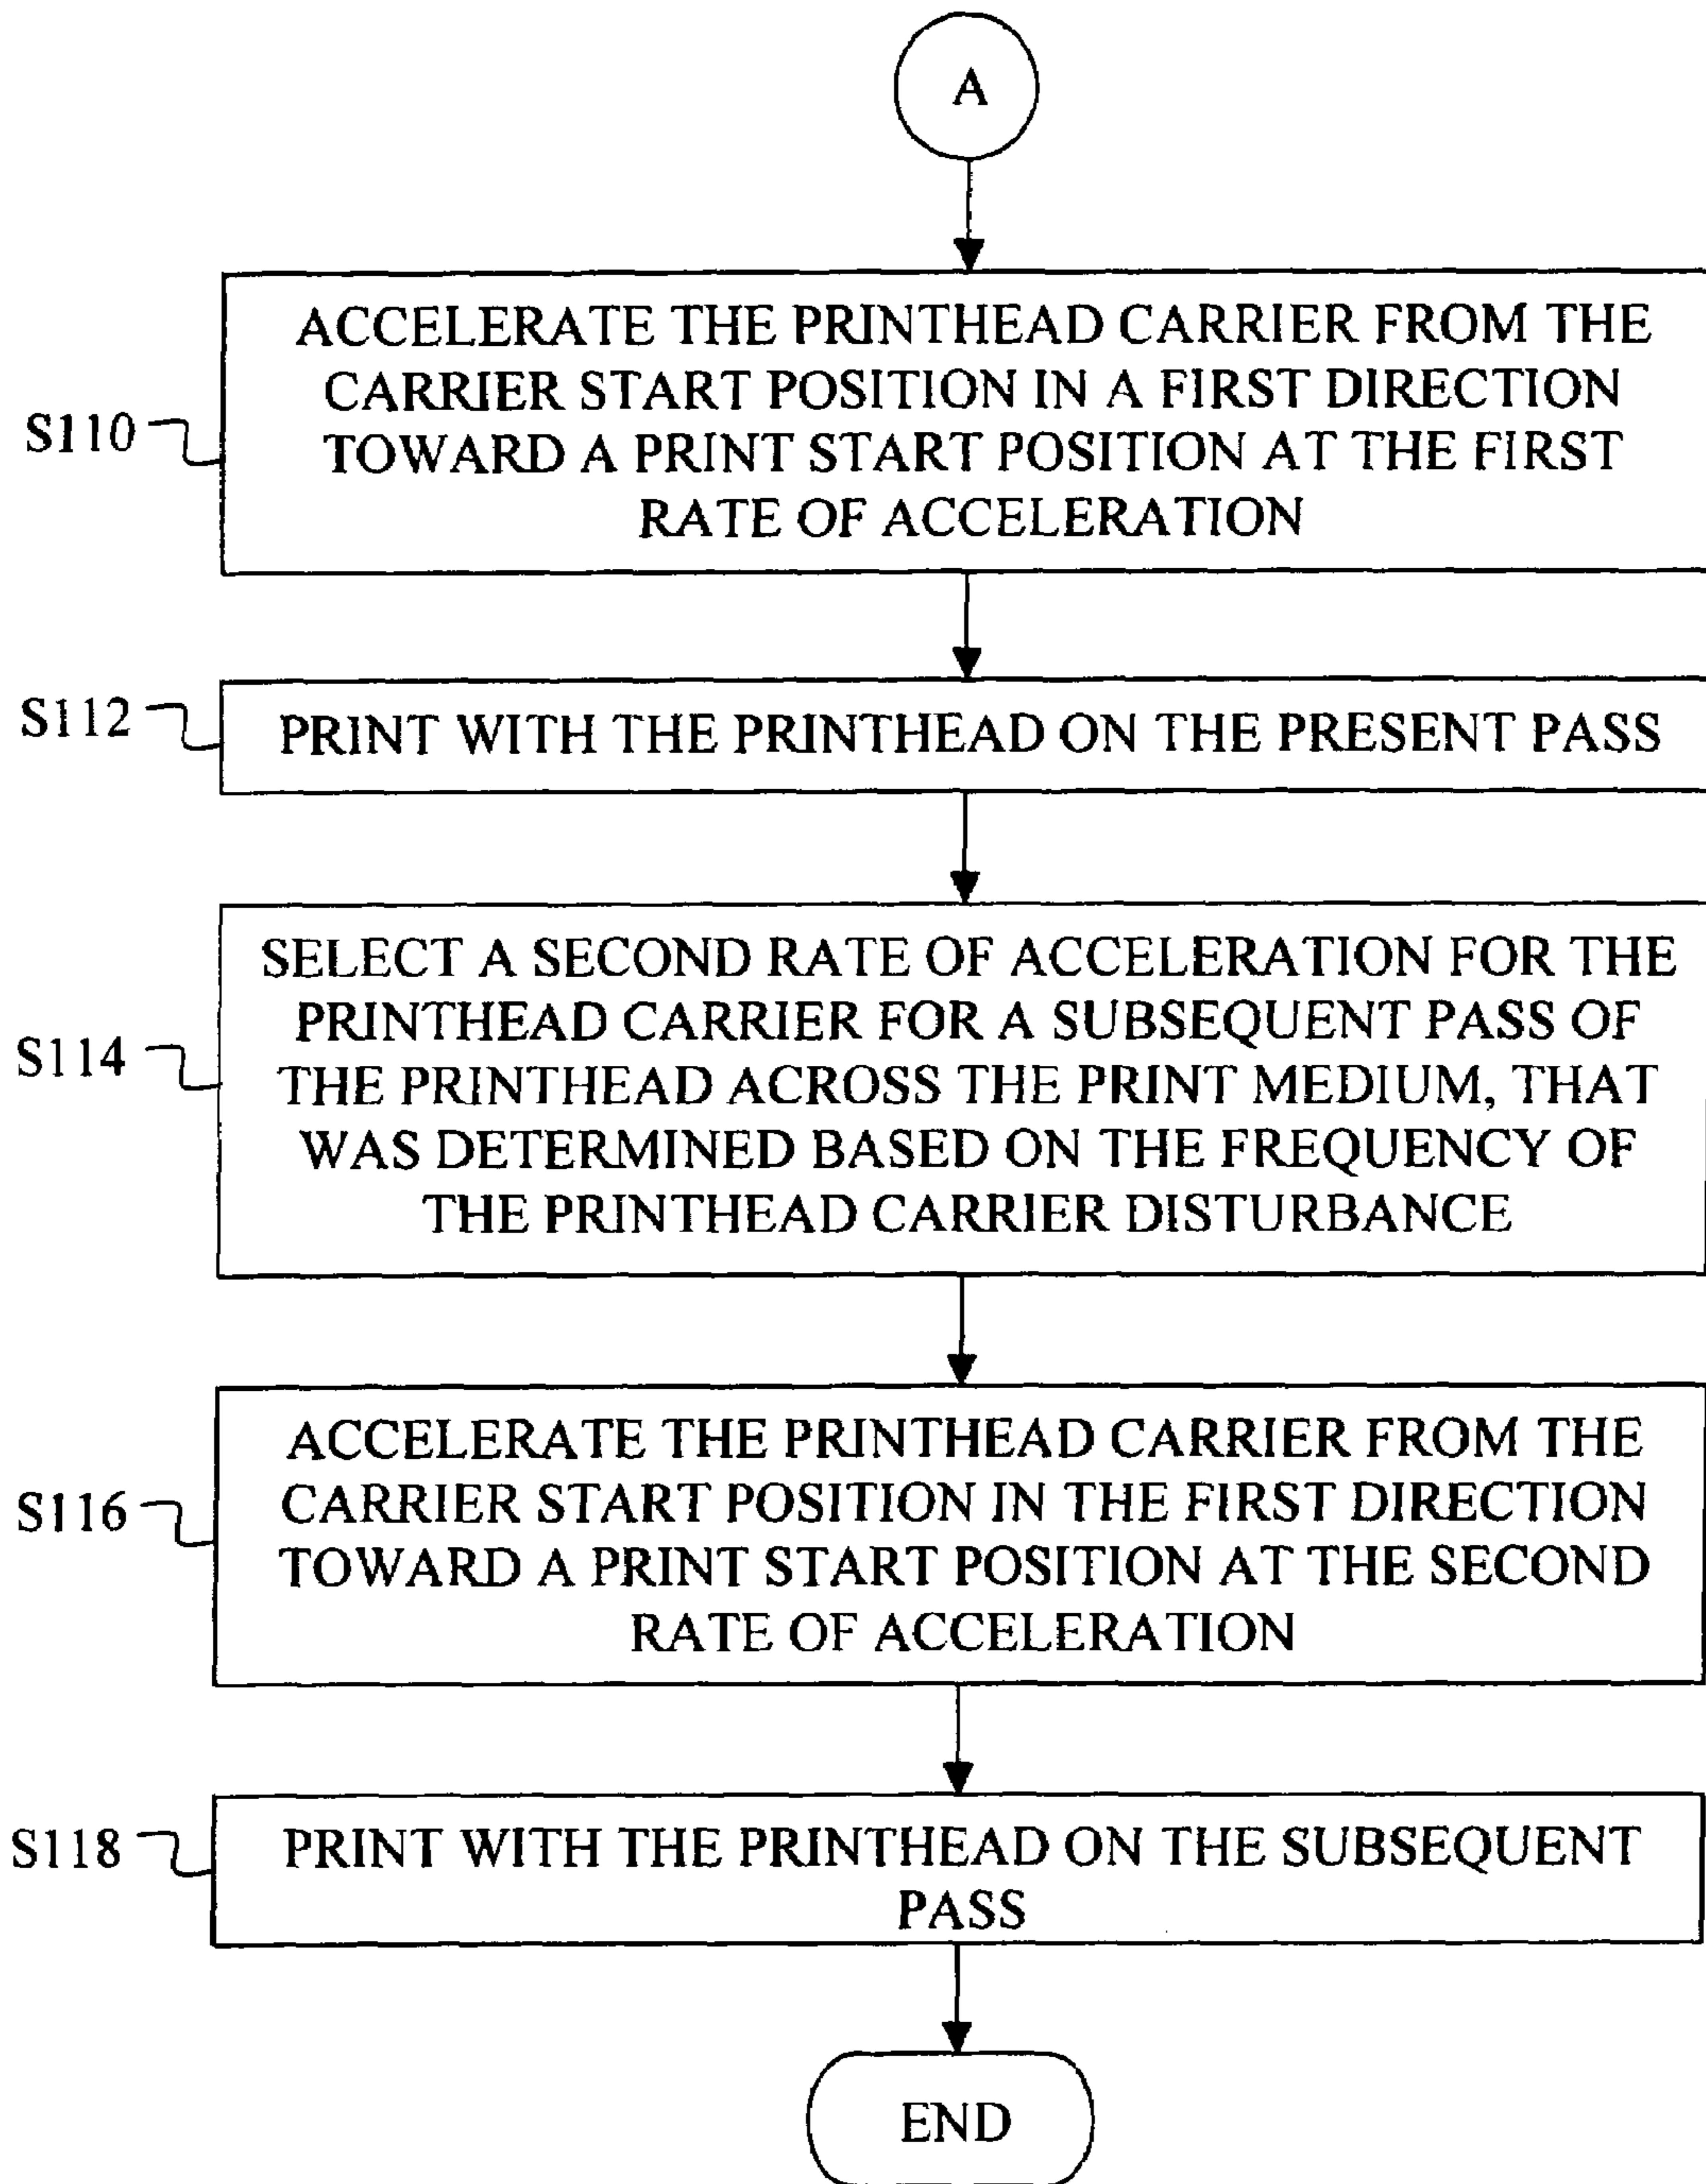 A
ACCELERATE THE PRINTHEAD CARRIER FROM THE
CARRIER START POSITION IN A FIRST DIRECTION
TOWARD A PRINT START POSITION AT THE FIRST
RATE OF ACCELERATION
S110
S112
PRINT WITH THE PRINTHEAD ON THE PRESENT PASS
SELECT A SECOND RATE OF ACCELERATION FOR THE
PRINTHEAD CARRIER FOR A SUBSEQUENT PASS OF
THE PRINTHEAD ACROSS THE PRINT MEDIUM, THAT
WAS DETERMINED BASED ON THE FREQUENCY OF
THE PRINTHEAD CARRIER DISTURBANCE
S114
ACCELERATE THE PRINTHEAD CARRIER FROM THE
CARRIER START POSITION IN THE FIRST DIRECTION
TOWARD A PRINT START POSITION AT THE SECOND
RATE OF ACCELERATION
S116
S118
PRINT WITH THE PRINTHEAD ON THE SUBSEQUENT
PASS
END